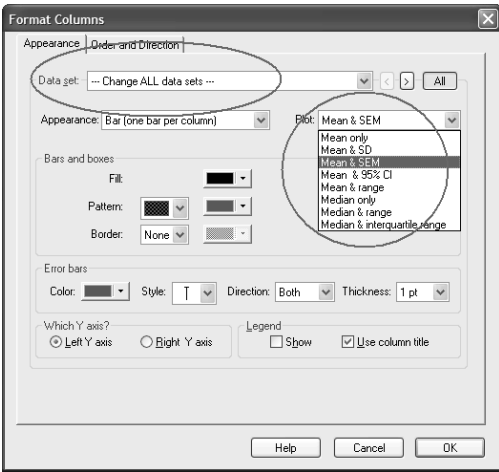 Format Columns
Appearance Order and Direction
Data set: --- Change ALL data sets --- < > All
Appearance: Bar (one bar per column) Plot: Mean & SEM
Mean only
Mean & SD
Mean & SEM
Mean & 95% CI
Mean & range
Median only
Median & range
Median & interquartile range
Bars and boxes
Fill:
Pattern:
Border: None
Error bars
Color: Style: Direction: Both Thickness: 1 pt
Which Y axis? Legend
Left Y axis Right Y axis Show Use column title
Help Cancel OK